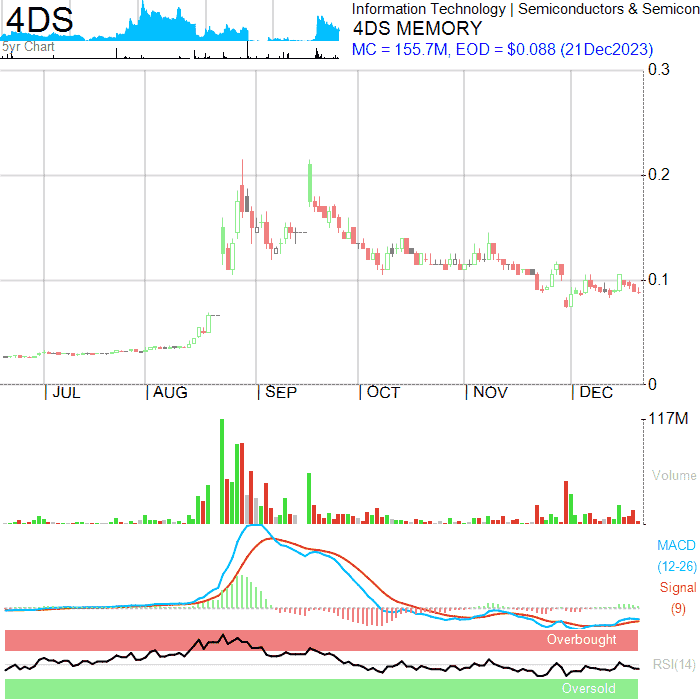 4DS
5yr Chart
Information Technology | Semiconductors & Semicon
4DS MEMORY
MC = 155.7M, EOD = $0.088 (21Dec2023)
0.3
0.2
0.1
0
| JUL | AUG | SEP | OCT | NOV | DEC
117M
Volume
MACD
(12-26)
Signal
(9)
Overbought
RSI(14)
Oversold